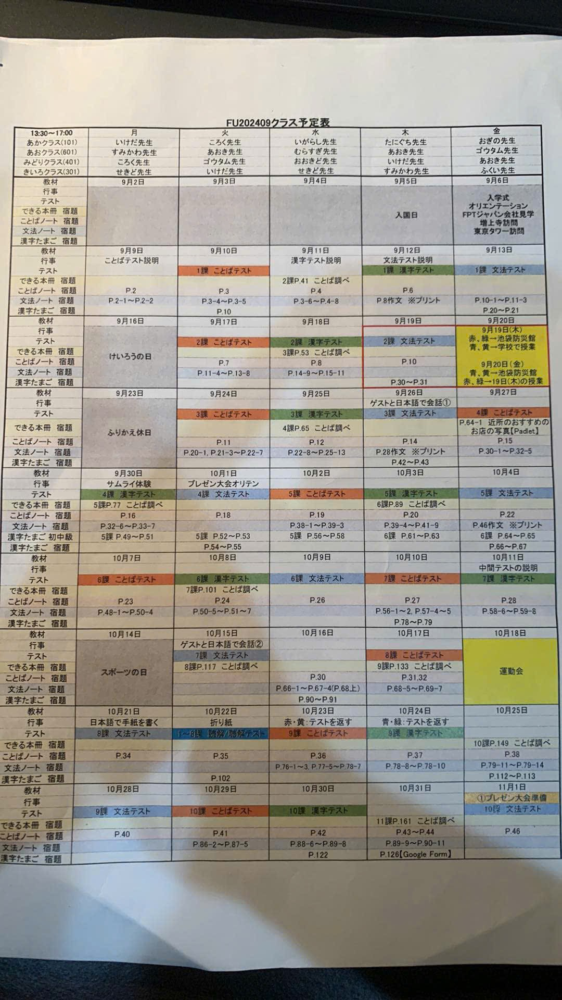 FU202409クラス予定表
13:30～17:00 月 火 水 木 金
あかクラス(101) いけだ先生 ころく先生 いがらし先生 たにぐち先生 おぎの先生
あおクラス(601) すみかわ先生 あおき先生 むらすぎ先生 あおき先生 ゴウタム先生
みどりクラス(401) ころく先生 ゴウタム先生 おおきど先生 いけだ先生 あおき先生
きいろクラス(301) せきど先生 いけだ先生 せきど先生 すみかわ先生 ふくい先生
教材 9月2日 9月3日 9月4日 9月5日 9月6日
行事 入学式
テスト オリエンテーション
できる本冊 宿題 入国日 FPTジャパン会社見学
ことばノート 宿題 増上寺訪問
文法ノート 宿題 東京タワー訪問
漢字たまご 宿題
教材 9月9日 9月10日 9月11日 9月12日 9月13日
行事 ことばテスト説明 漢字テスト説明 文法テスト説明
テスト 1課 ことばテスト 1課 漢字テスト 1課 文法テスト
できる本冊 宿題 2課P.41 ことば調べ
ことばノート 宿題 P.2 P.3 P.4 P.6
文法ノート 宿題 P.2-1～P.2-2 P.3-4～P.3-5 P.3-6～P.4-8 P.8作文 ※プリント P.10-1～P.11-3
漢字たまご 宿題 P.10 P.20～P.21
教材 9月16日 9月17日 9月18日 9月19日 9月20日
行事 9月19日(木)
テスト 2課 ことばテスト 2課 漢字テスト 2課 文法テスト 赤、緑→池袋防災館
できる本冊 宿題 けいろうの日 3課P.53 ことば調べ 青、黄→学校で授業
ことばノート 宿題 P.7 P.8 P.10 9月20日(金)
文法ノート 宿題 P.11-4～P.13-8 P.14-9～P.15-11 青、黄→池袋防災館
漢字たまご 宿題 P.30～P.31 赤、緑→19日(木)の授業
教材 9月23日 9月24日 9月25日 9月26日 9月27日
行事 ゲストと日本語で会話①
テスト 3課 ことばテスト 3課 漢字テスト 3課 文法テスト 4課 ことばテスト
できる本冊 宿題 ふりかえ休日 4課P.65 ことば調べ P.64-1 近所のおすすめの
お店の写真【Padlet】
ことばノート 宿題 P.11 P.12 P.14 P.15
文法ノート 宿題 P.20-1, P.21-3～P.22-7 P.22-8～P.25-13 P.28作文 ※プリント P.30-1～P.32-5
漢字たまご 宿題 P.42～P.43
教材 9月30日 10月1日 10月2日 10月3日 10月4日
行事 サムライ体験 プレゼン大会オリテン
テスト 4課 漢字テスト 4課 文法テスト 5課 ことばテスト 5課 漢字テスト 5課 文法テスト
できる本冊 宿題 5課P.77 ことば調べ 6課P.89 ことば調べ
ことばノート 宿題 P.16 P.18 P.19 P.20 P.22
文法ノート 宿題 P.32-6～P.33-7 P.38-1～P.39-3 P.39-4～P.41-9 P.46作文 ※プリント
漢字たまご 初中級 5課 P.49～P.51 5課 P.52～P.53 5課 P.56～P.58 6課 P.61～P.63 6課 P.64～P.65
漢字たまご 宿題 P.54～P.55 P.66～P.67
教材 10月7日 10月8日 10月9日 10月10日 10月11日
行事 中間テストの説明
テスト 6課 ことばテスト 6課 漢字テスト 6課 文法テスト 7課 ことばテスト 7課 漢字テスト
できる本冊 宿題 7課P.101 ことば調べ
ことばノート 宿題 P.23 P.24 P.26 P.27 P.28
文法ノート 宿題 P.48-1～P.50-4 P.50-5～P.51～7 P.56-1～2, P.57-4～5 P.58-6～P.59-8
漢字たまご 宿題 P.78～P.79
教材 10月14日 10月15日 10月16日 10月17日 10月18日
行事 ゲストと日本語で会話②
テスト 7課 文法テスト 8課 ことばテスト
できる本冊 宿題 スポーツの日 8課P.117 ことば調べ 9課P.133 ことば調べ 運動会
ことばノート 宿題 P.30 P.31,32
文法ノート 宿題 P.66-1～P.67-4(P.68上) P.68-5～P.69-7
漢字たまご 宿題 P.90～P.91
教材 10月21日 10月22日 10月23日 10月24日 10月25日
行事 日本語で手紙を書く 折り紙 赤・黄:テストを返す 青・緑:テストを返す
テスト 8課 文法テスト 1～8課 読解/聴解テスト 9課 ことばテスト 9課 漢字テスト
できる本冊 宿題 10課P.149 ことば調べ
ことばノート 宿題 P.34 P.35 P.36 P.37 P.38
文法ノート 宿題 P.76-1～3, P.77-5～P.78-7 P.78-8～P.78-10 P.79-11～P.79-14
漢字たまご 宿題 P.102 P.112～P.113
教材 10月28日 10月29日 10月30日 10月31日 11月1日
行事 ①プレゼン大会準備
テスト 9課 文法テスト 10課 ことばテスト 10課 漢字テスト 10課 文法テスト
できる本冊 宿題 11課P.161 ことば調べ
ことばノート 宿題 P.40 P.41 P.42 P.43～P.44 P.46
文法ノート 宿題 P.86-2～P.87-5 P.88-6～P.89-8 P.89-9～P.90-11
漢字たまご 宿題 P.122 P.126【Google Form】